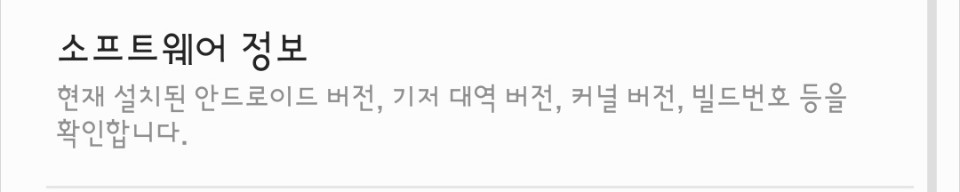 소프트웨어 정보
현재 설치된 안드로이드 버전, 기저 대역 버전, 커널 버전, 빌드번호 등을
확인합니다.